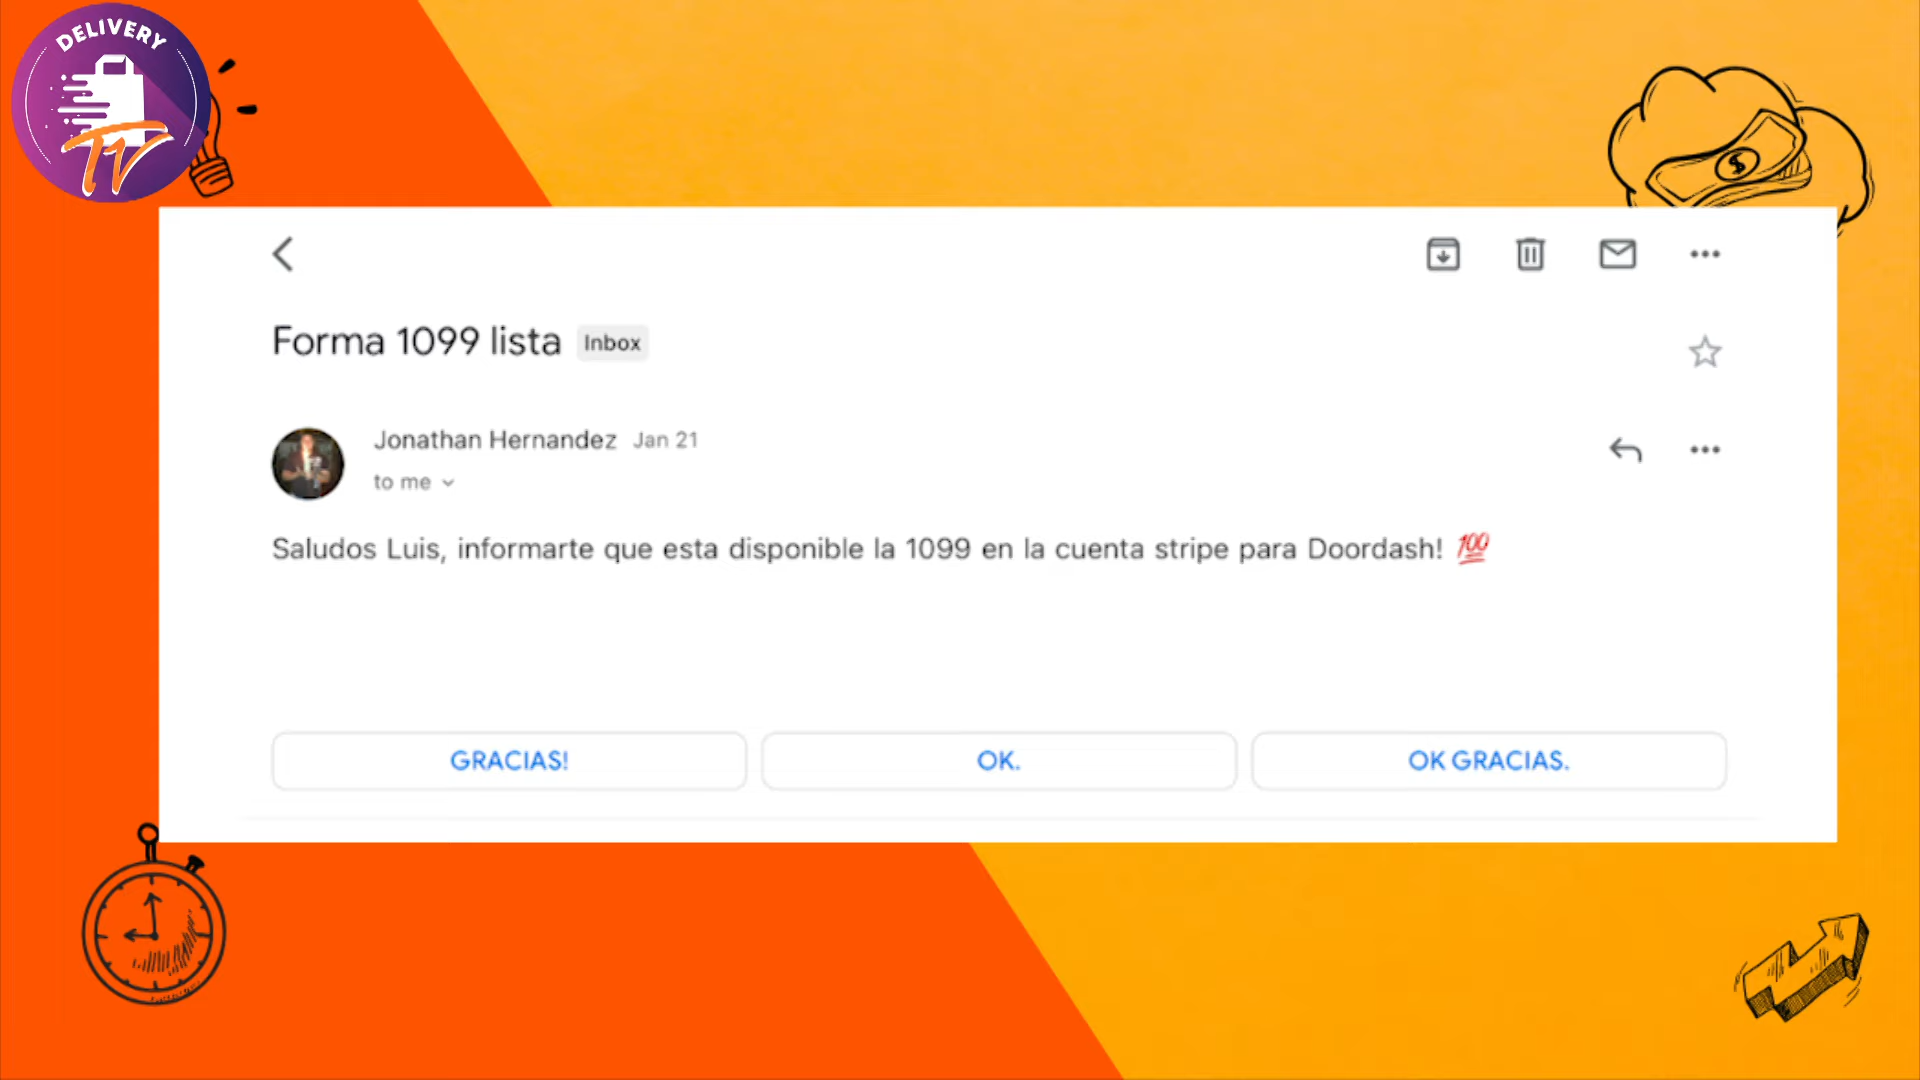 DELIVERY
TV
Forma 1099 lista Inbox
Jonathan Hernandez Jan 21
to me
Saludos Luis, informarte que esta disponible la 1099 en la cuenta stripe para Doordash! 💯
GRACIAS!
OK.
OK GRACIAS.